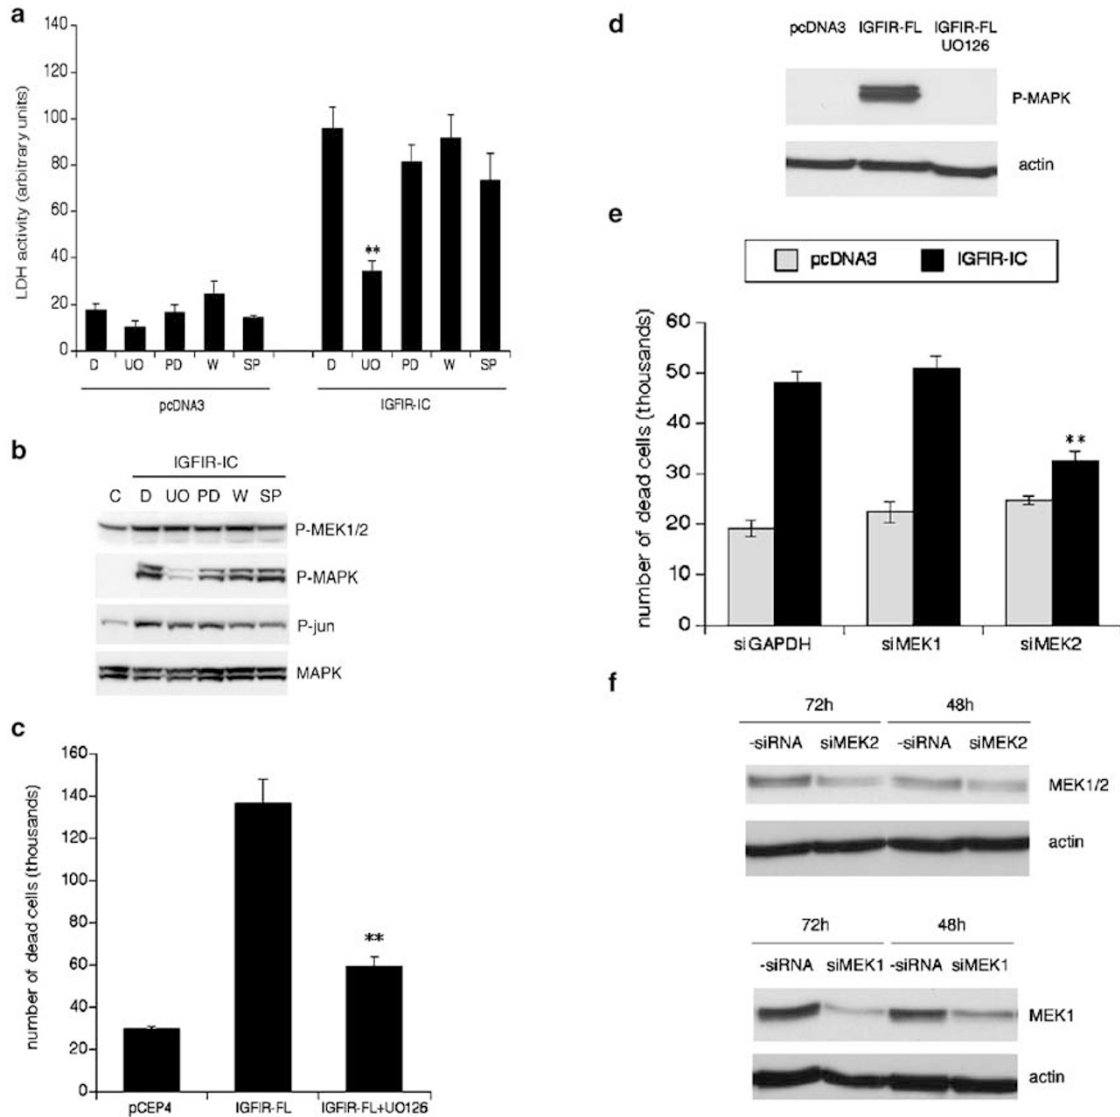 a
LDH activity (arbitrary units)
140
120
100
80
60
40
20
0
**
D UO PD W SP D UO PD W SP
pcDNA3 IGFIR-IC
b
IGFIR-IC
C D UO PD W SP
P-MEK1/2
P-MAPK
P-jun
MAPK
c
number of dead cells (thousands)
160
140
120
100
80
60
40
20
0
**
pCEP4 IGFIR-FL IGFIR-FL+UO126
d
pcDNA3 IGFIR-FL IGFIR-FL
UO126
P-MAPK
actin
e
pcDNA3 IGFIR-IC
number of dead cells (thousands)
60
50
40
30
20
10
0
**
siGAPDH siMEK1 siMEK2
f
72h 48h
-siRNA siMEK2 -siRNA siMEK2
MEK1/2
actin
72h 48h
-siRNA siMEK1 -siRNA siMEK1
MEK1
actin